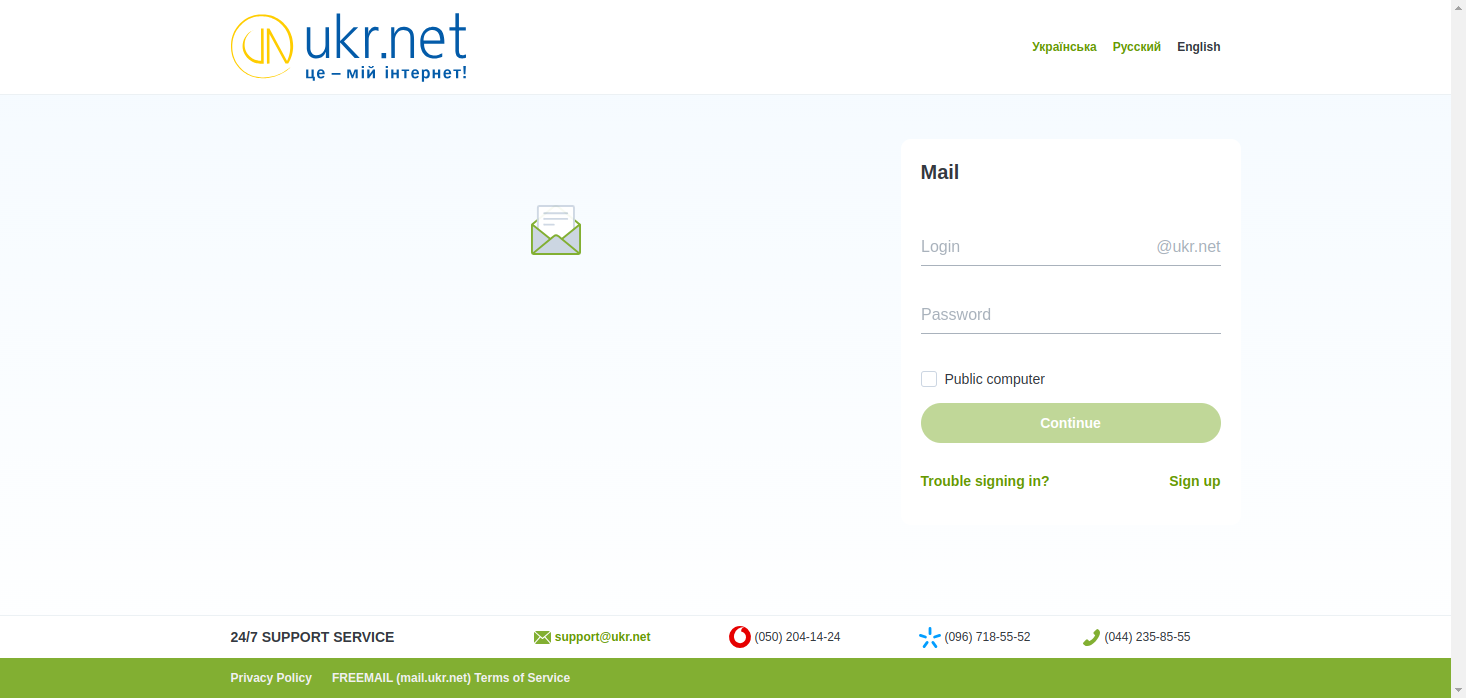 ukr.net
це – мій інтернет!
Українська Русский English
Mail
Login @ukr.net
Password
Public computer
Continue
Trouble signing in? Sign up
24/7 SUPPORT SERVICE support@ukr.net (050) 204-14-24 (096) 718-55-52 (044) 235-85-55
Privacy Policy FREEMAIL (mail.ukr.net) Terms of Service